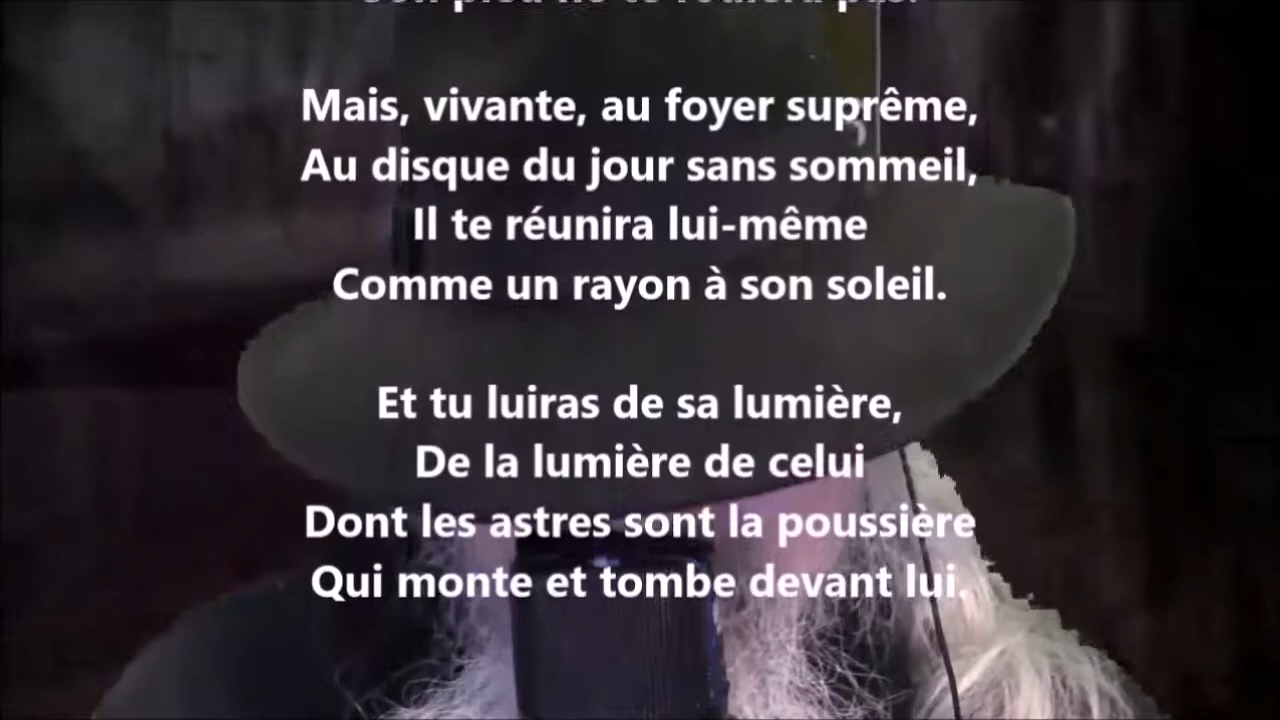 Mais, vivante, au foyer suprême,
Au disque du jour sans sommeil,
Il te réunira lui-même
Comme un rayon à son soleil.
Et tu luiras de sa lumière,
De la lumière de celui
Dont les astres sont la poussière
Qui monte et tombe devant lui.